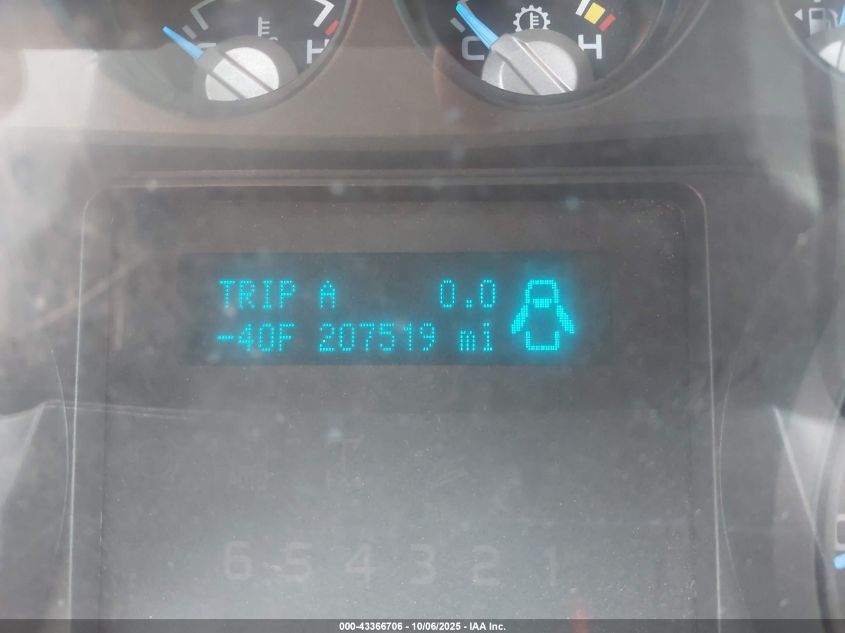 H
C H
TRIP A 0.0
-40F 207519 mi
6 5 4 3 2 1
000-43366706 - 10/06/2025 - IAA Inc.